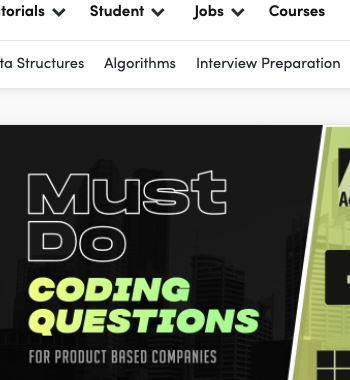 torials Student Jobs Courses
ta Structures Algorithms Interview Preparation
Must
Do
CODING
QUESTIONS
FOR PRODUCT BASED COMPANIES